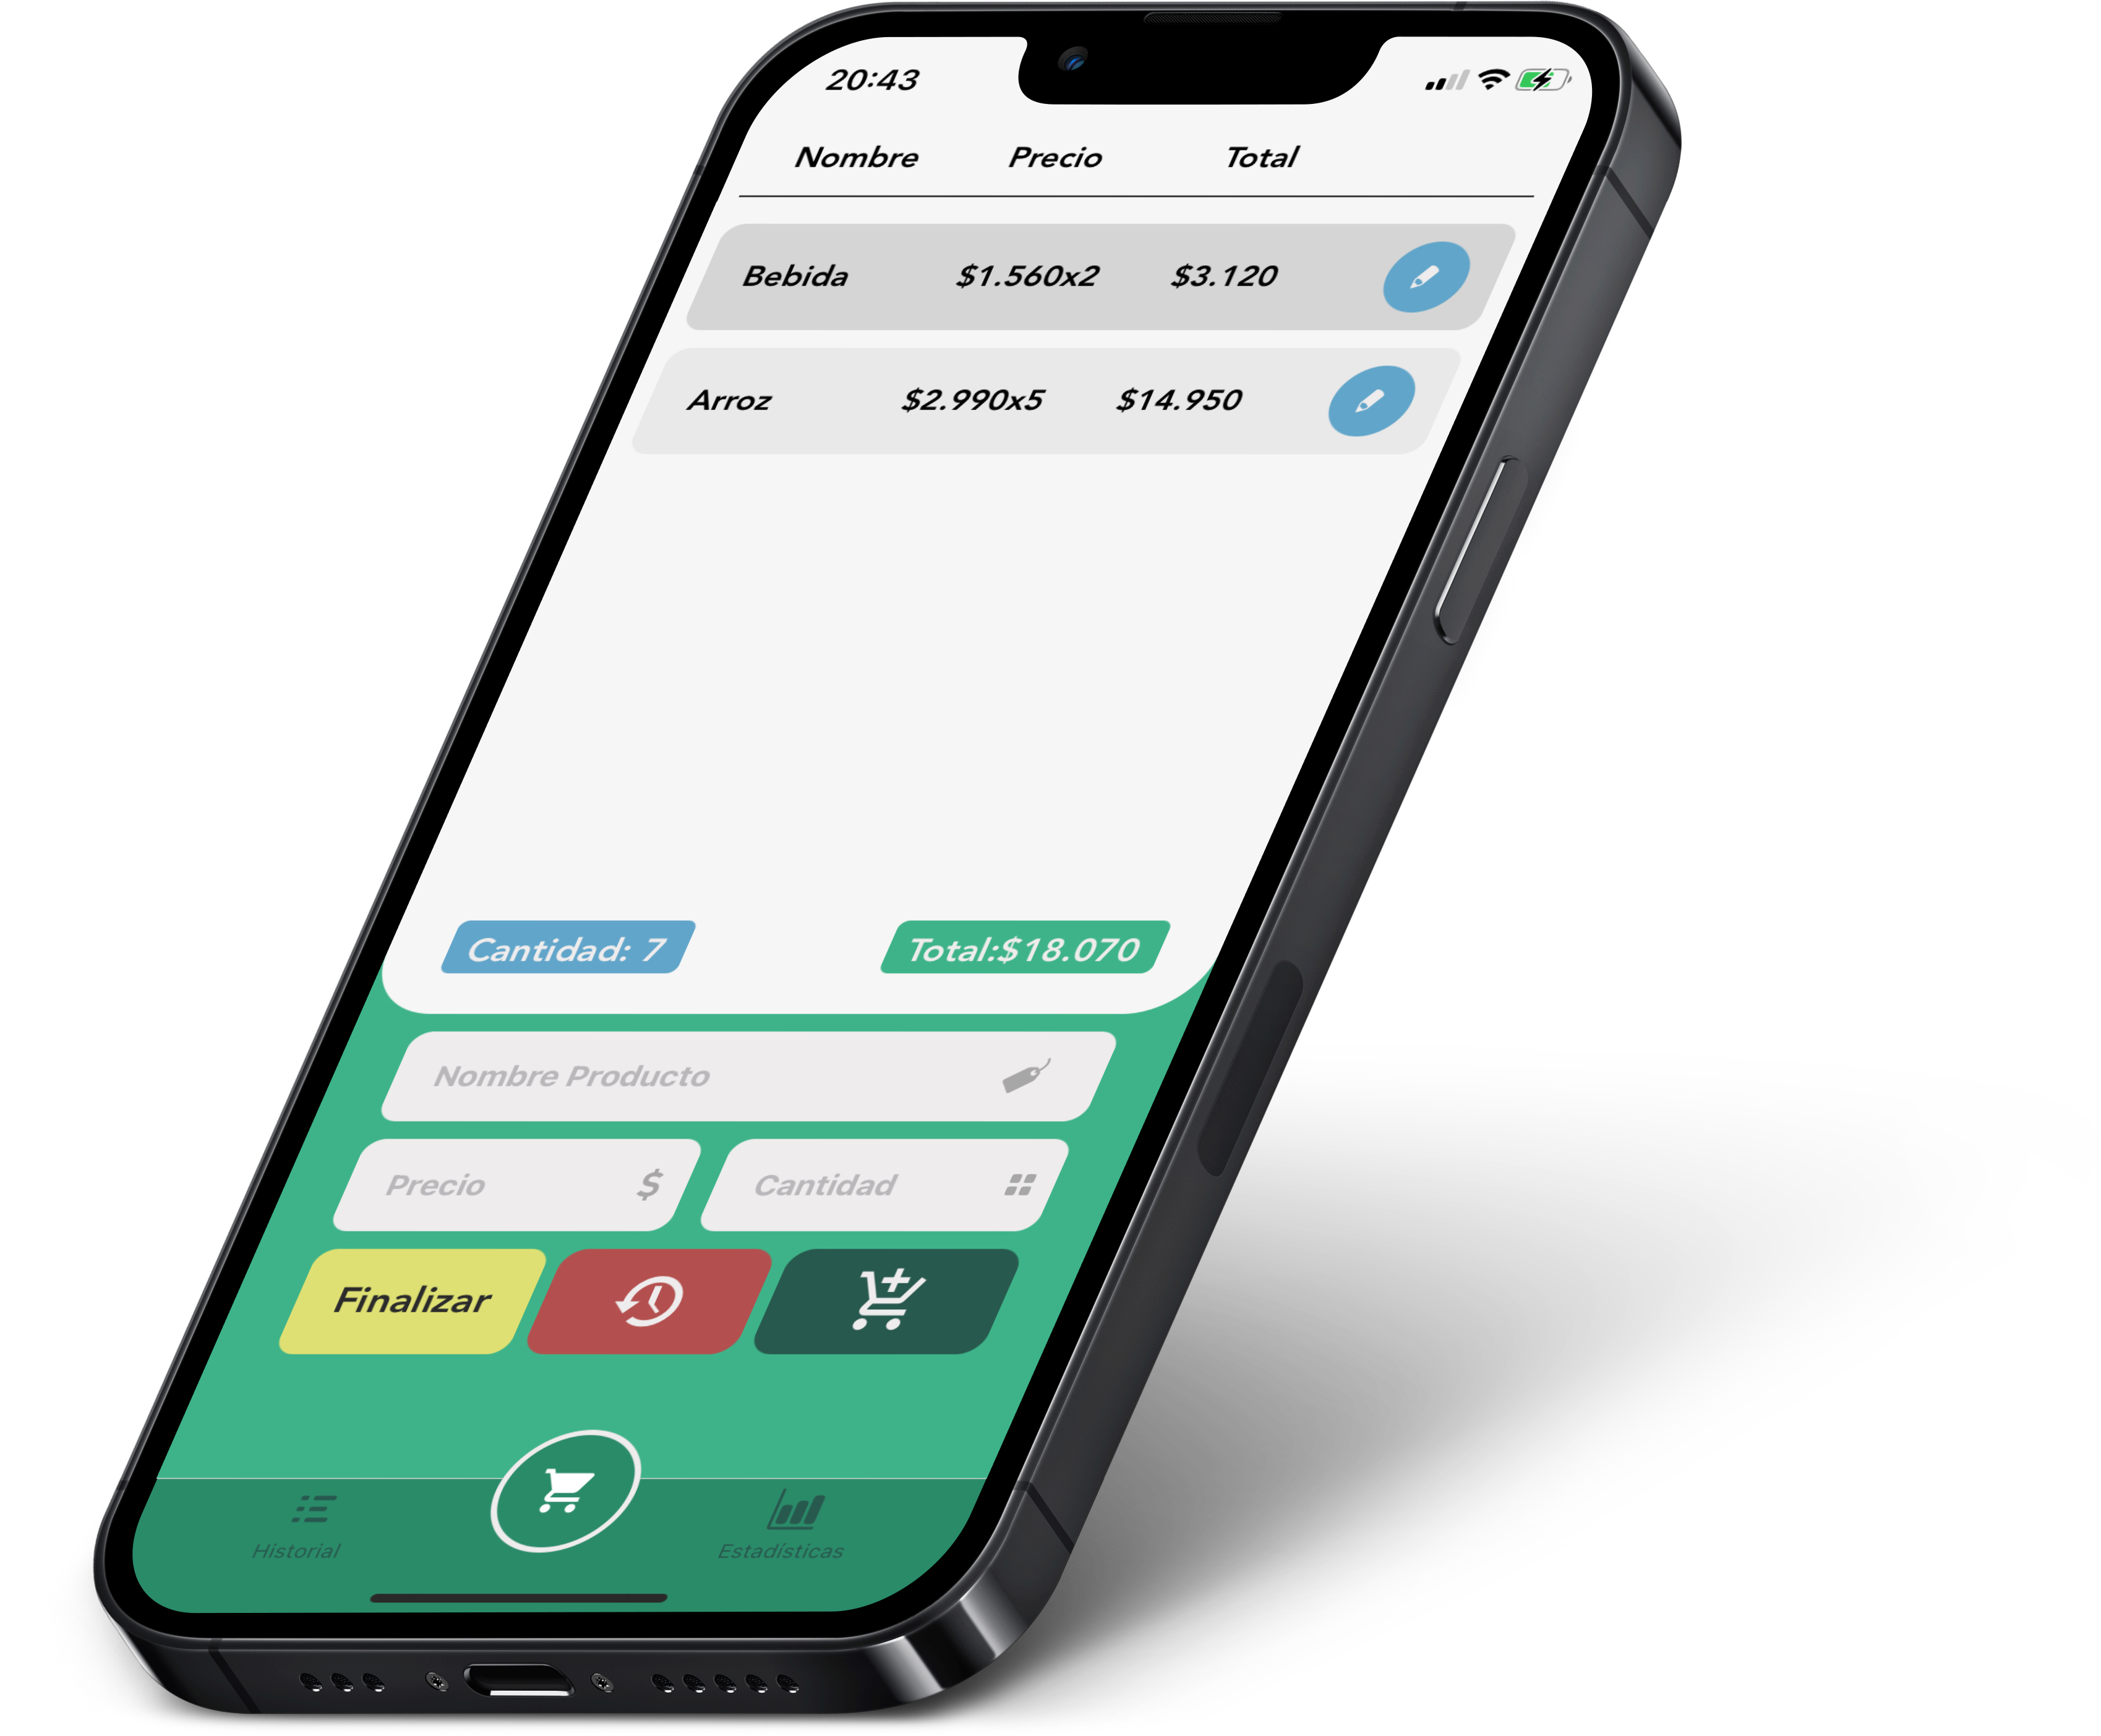 20:43
Nombre Precio Total
Bebida $1.560x2 $3.120
Arroz $2.990x5 $14.950
Cantidad: 7 Total:$18.070
Nombre Producto
Precio $ Cantidad
Finalizar
Historial Estadísticas